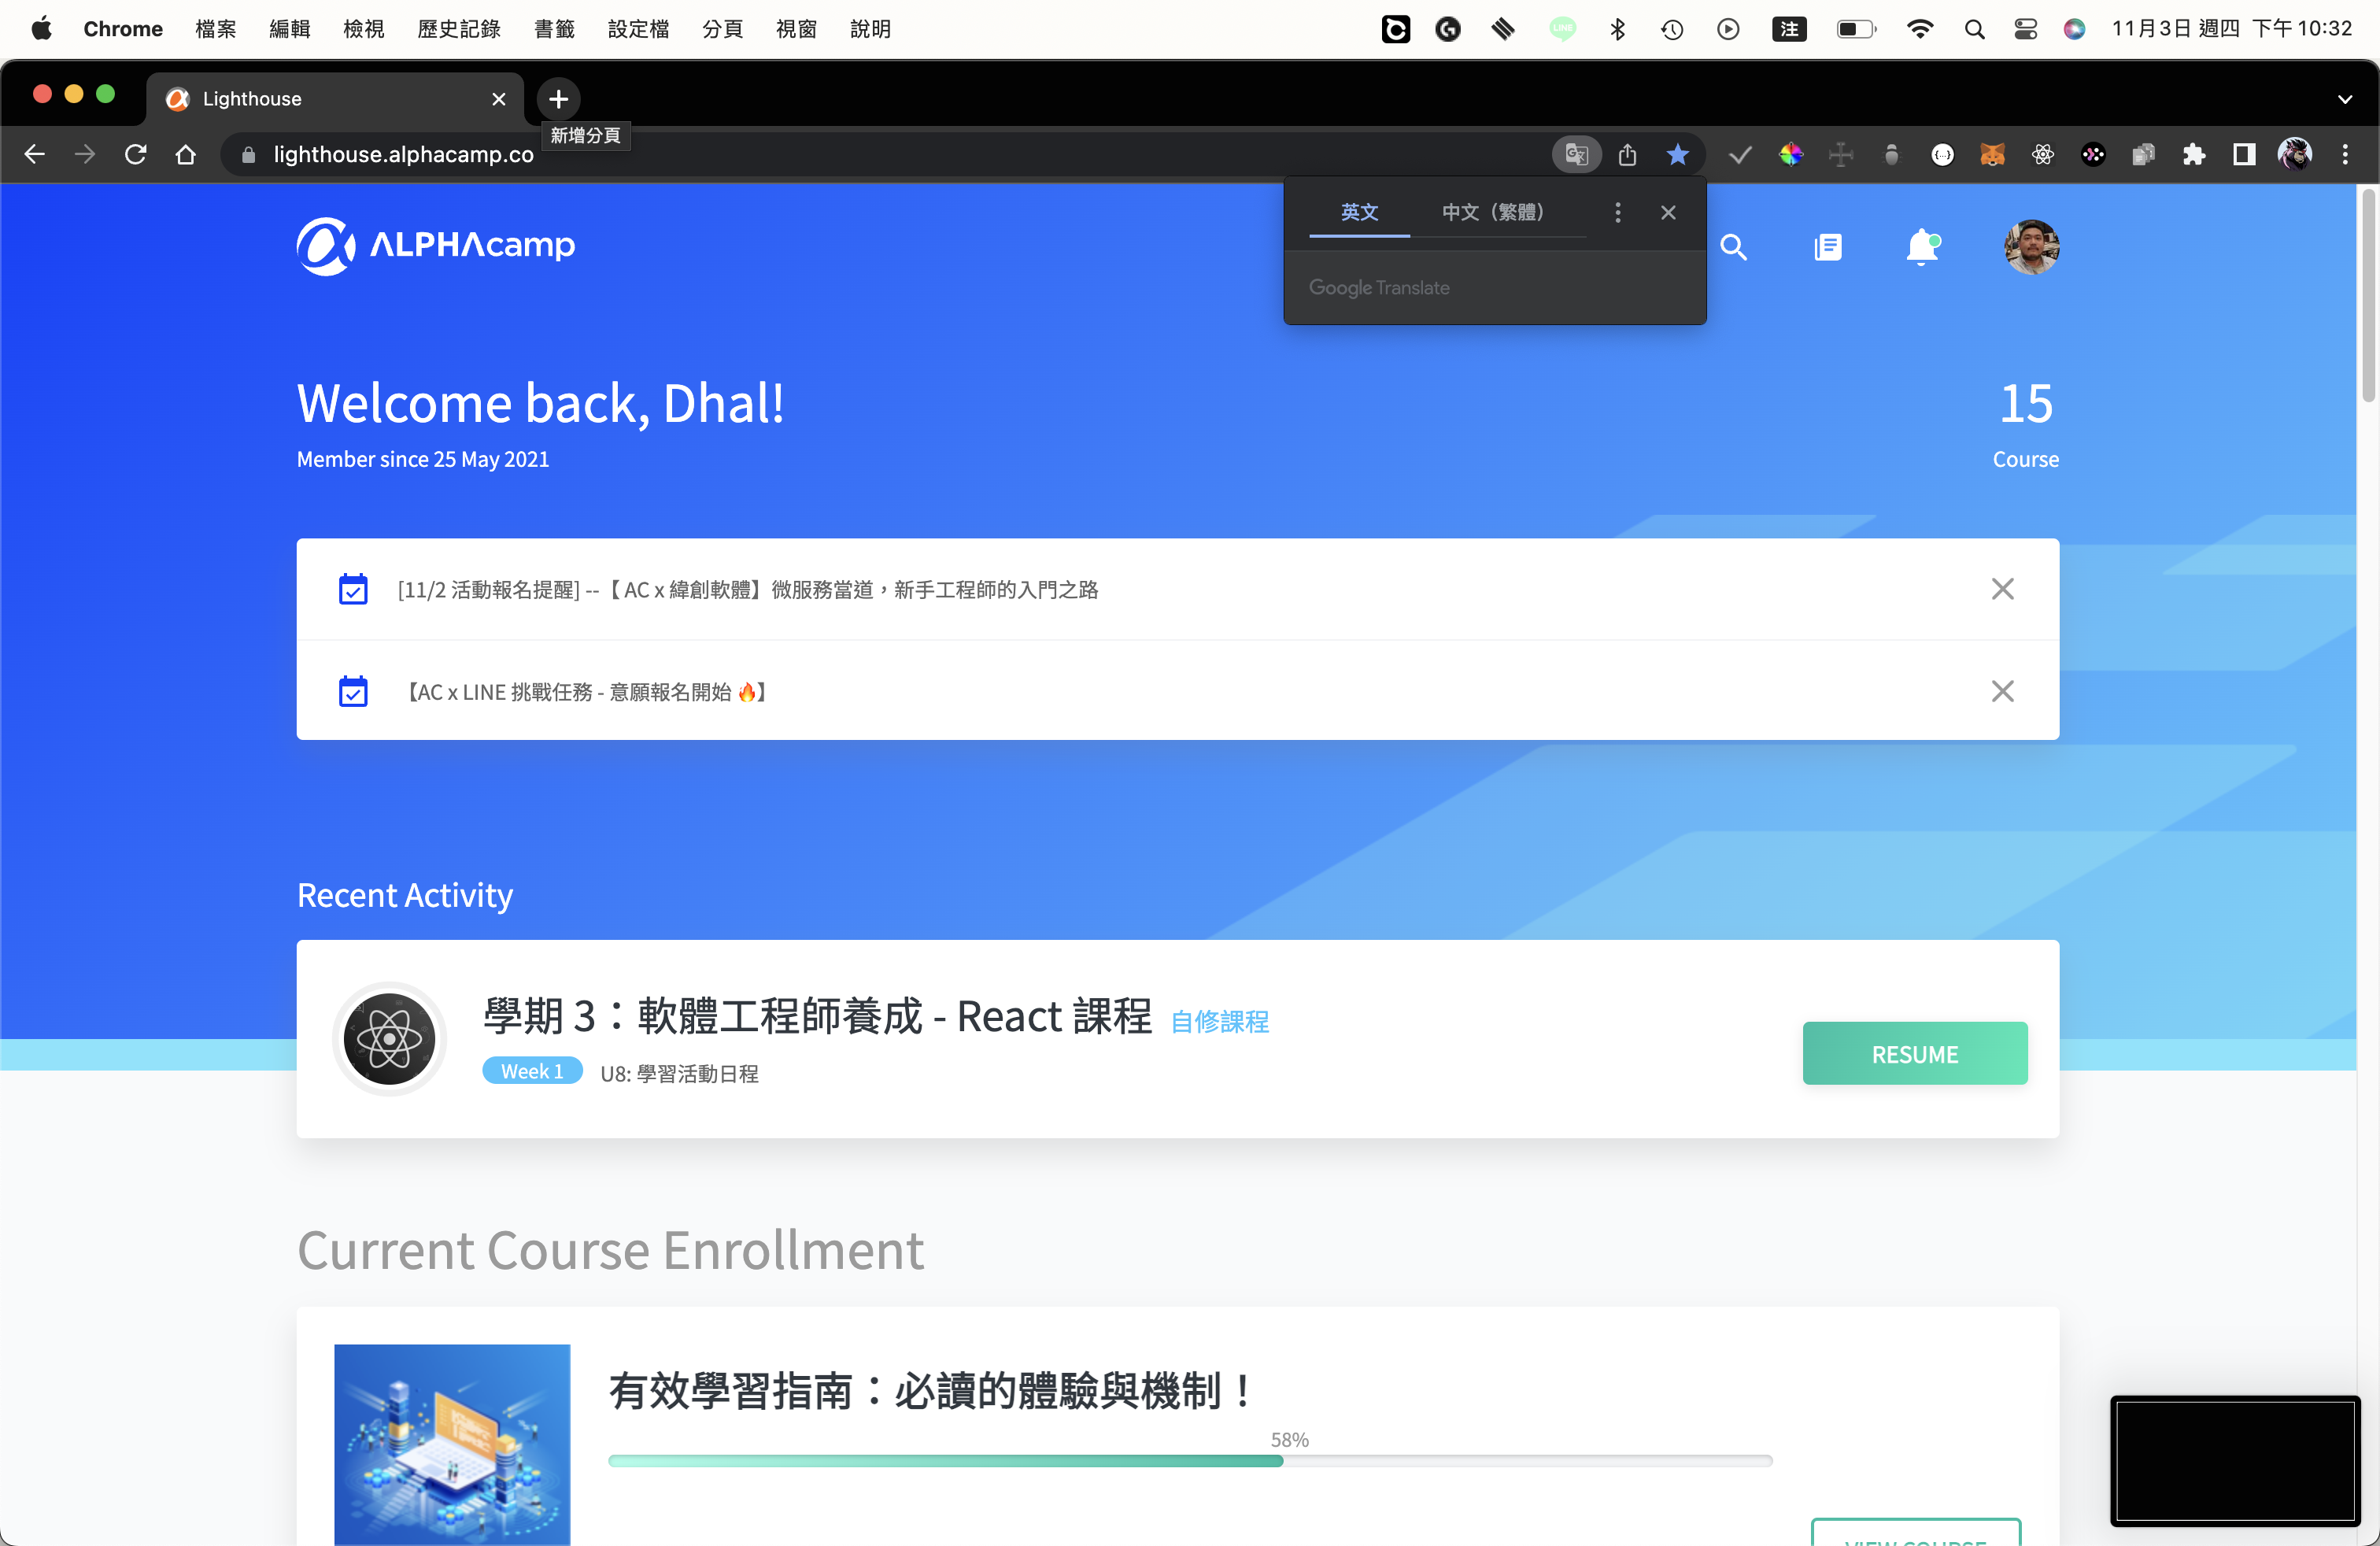 Chrome 檔案 編輯 檢視 歷史記錄 書籤 設定檔 分頁 視窗 說明 注 11月3日 週四 下午 10:32
Lighthouse
新增分頁
lighthouse.alphacamp.co
英文 中文（繁體）
Google Translate
ALPHAcamp
Welcome back, Dhal!
Member since 25 May 2021
15
Course
[11/2 活動報名提醒] --【 AC x 緯創軟體】微服務當道，新手工程師的入門之路
【AC x LINE 挑戰任務 - 意願報名開始 🔥】
Recent Activity
學期 3：軟體工程師養成 - React 課程 自修課程
Week 1 U8: 學習活動日程
RESUME
Current Course Enrollment
有效學習指南：必讀的體驗與機制！
58%
VIEW COURSE